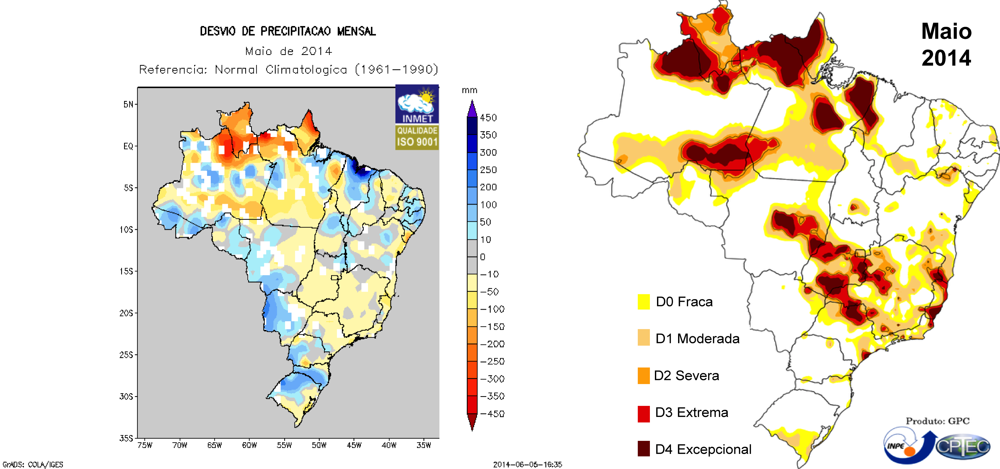 DESVIO DE PRECIPITACAO MENSAL
Maio de 2014
Referencia: Normal Climatologica (1961-1990)
INMET
QUALIDADE
ISO 9001
mm
450
350
300
250
200
100
50
10
0
-10
-50
-100
-150
-200
-250
-300
-350
-450
5N
EQ
5S
10S
15S
20S
25S
30S
35S
75W 70W 65W 60W 55W 50W 45W 40W 35W
GrADS: COLA/IGES
2014-06-05-16:35
Maio
2014
D0 Fraca
D1 Moderada
D2 Severa
D3 Extrema
D4 Excepcional
Produto: GPC
INPE
CPTEC